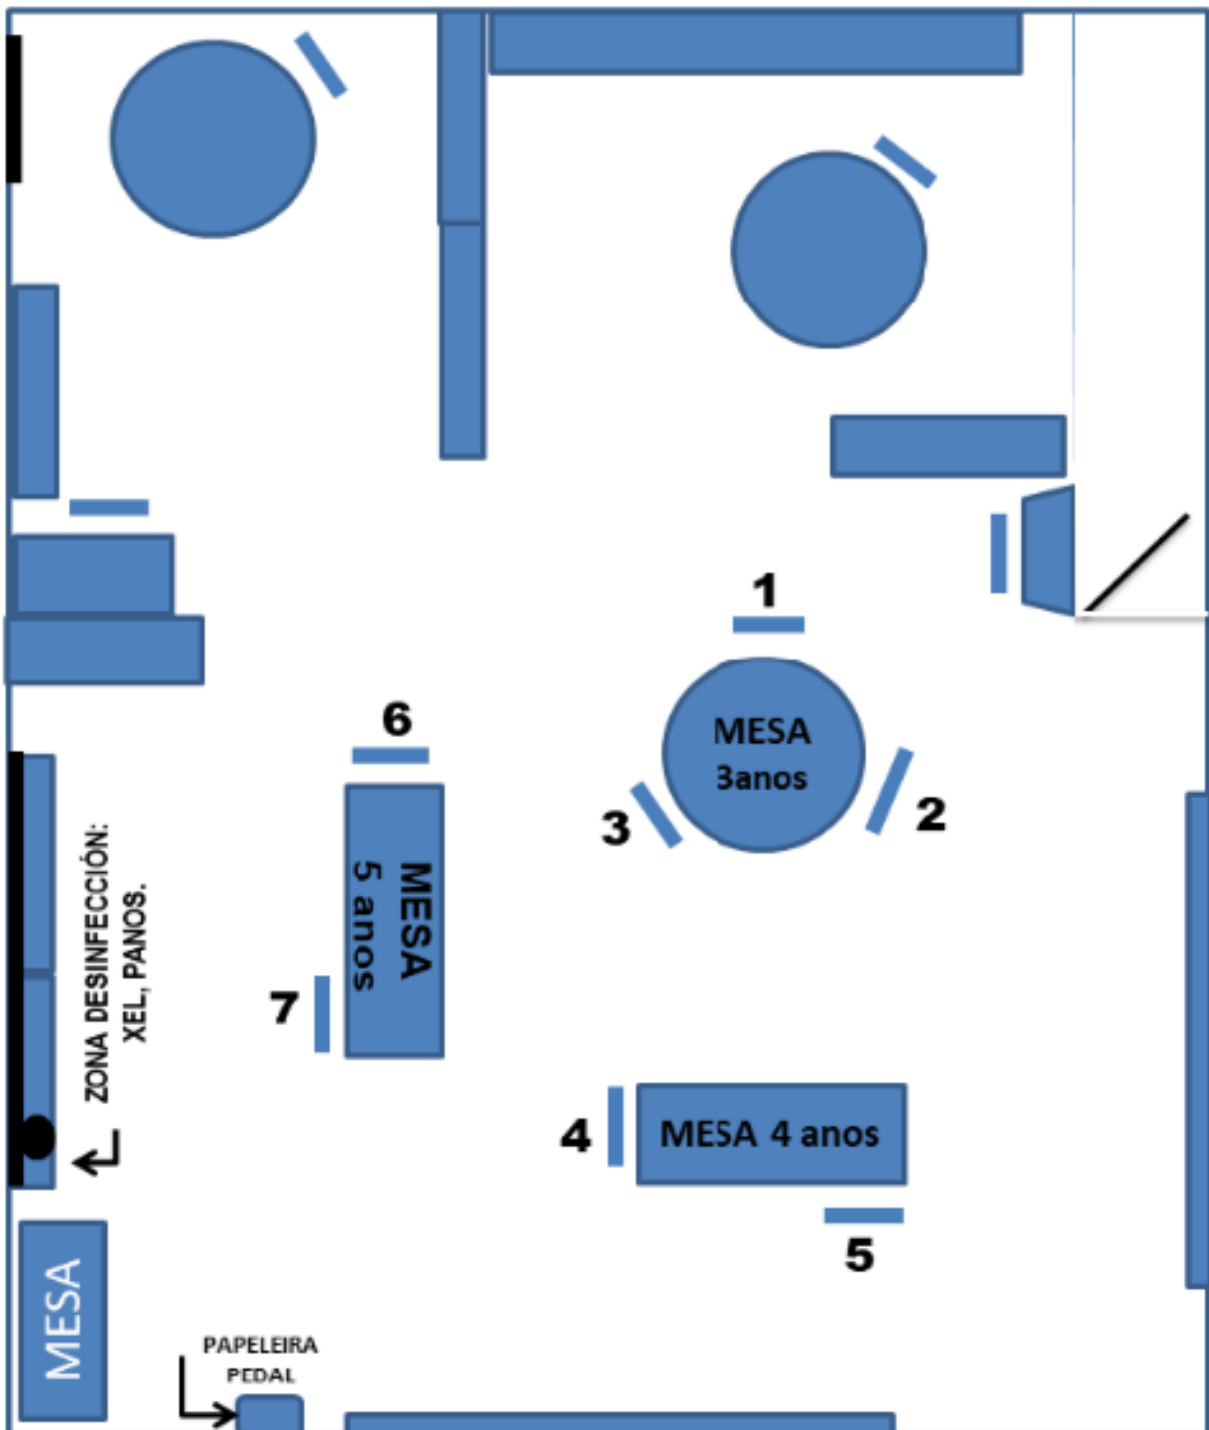 1
MESA
3anos
2
3
6
MESA
5 anos
7
ZONA DESINFECCIÓN:
XEL, PANOS.
4
MESA 4 anos
5
MESA
PAPELEIRA
PEDAL